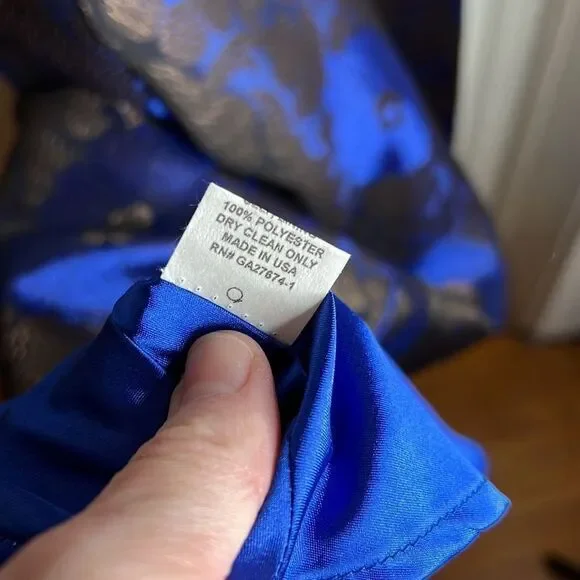 100% POLYESTER
DRY CLEAN ONLY
MADE IN USA
RN# GA27674-1